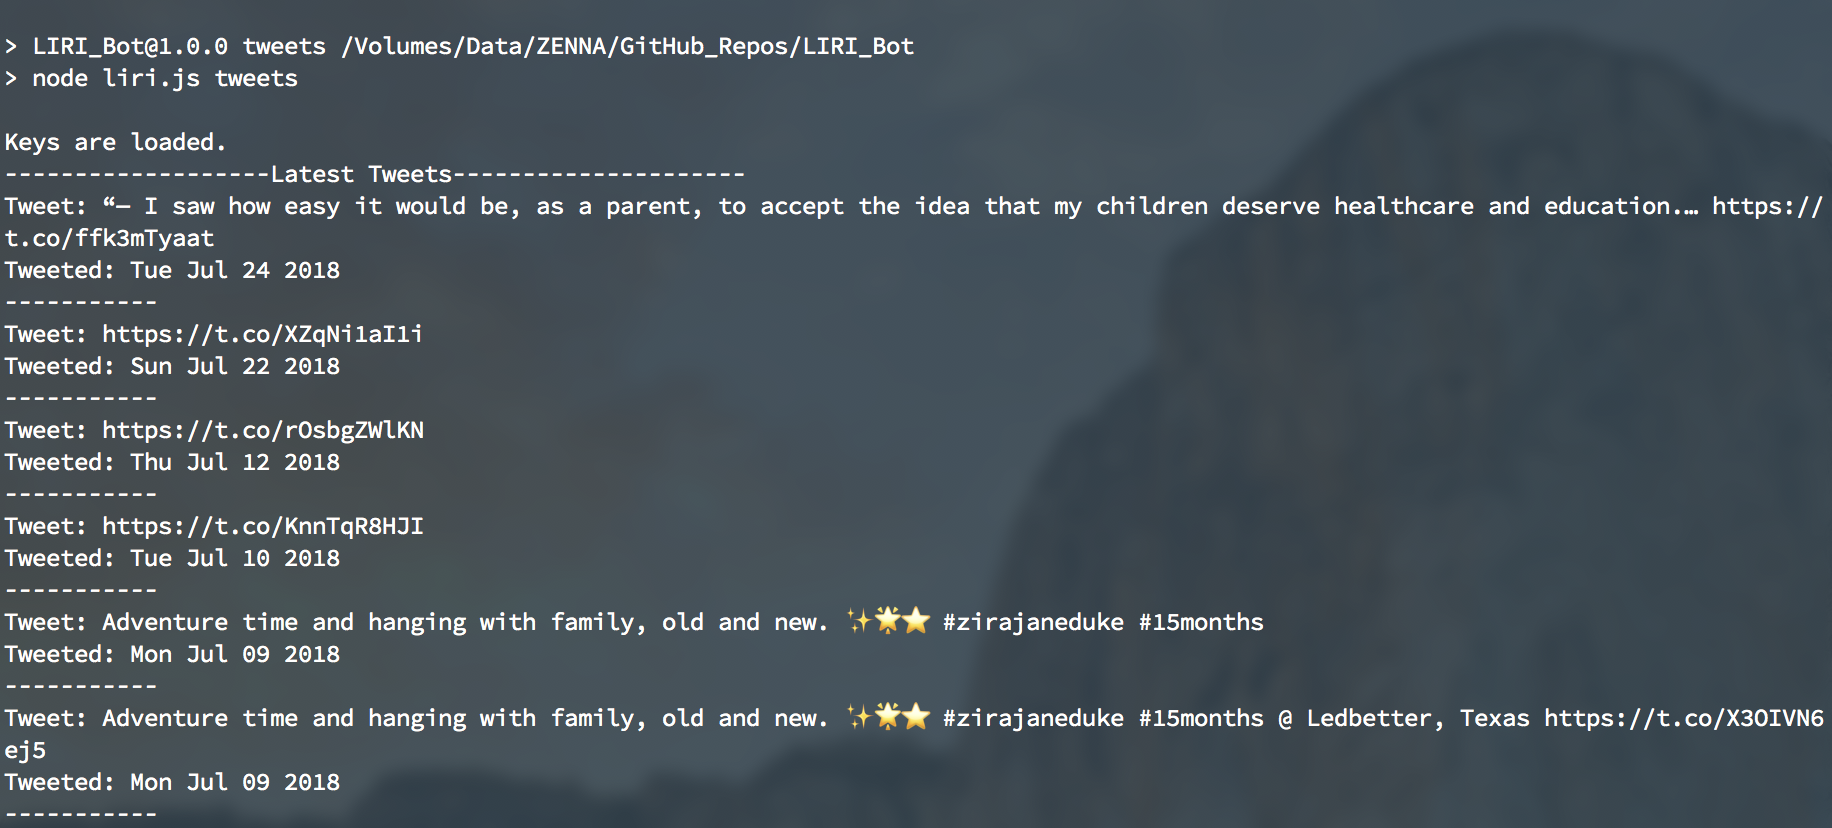 > LIRI_Bot@1.0.0 tweets /Volumes/Data/ZENNA/GitHub_Repos/LIRI_Bot
> node liri.js tweets
Keys are loaded.
-------------------Latest Tweets---------------------
Tweet: “— I saw how easy it would be, as a parent, to accept the idea that my children deserve healthcare and education.… https://
t.co/ffk3mTyaat
Tweeted: Tue Jul 24 2018
-----------
Tweet: https://t.co/XZqNi1aI1i
Tweeted: Sun Jul 22 2018
-----------
Tweet: https://t.co/rOsbgZWlKN
Tweeted: Thu Jul 12 2018
-----------
Tweet: https://t.co/KnnTqR8HJI
Tweeted: Tue Jul 10 2018
-----------
Tweet: Adventure time and hanging with family, old and new. ✨🌟⭐️ #zirajaneduke #15months
Tweeted: Mon Jul 09 2018
-----------
Tweet: Adventure time and hanging with family, old and new. ✨🌟⭐️ #zirajaneduke #15months @ Ledbetter, Texas https://t.co/X3OIVN6
ej5
Tweeted: Mon Jul 09 2018
-----------